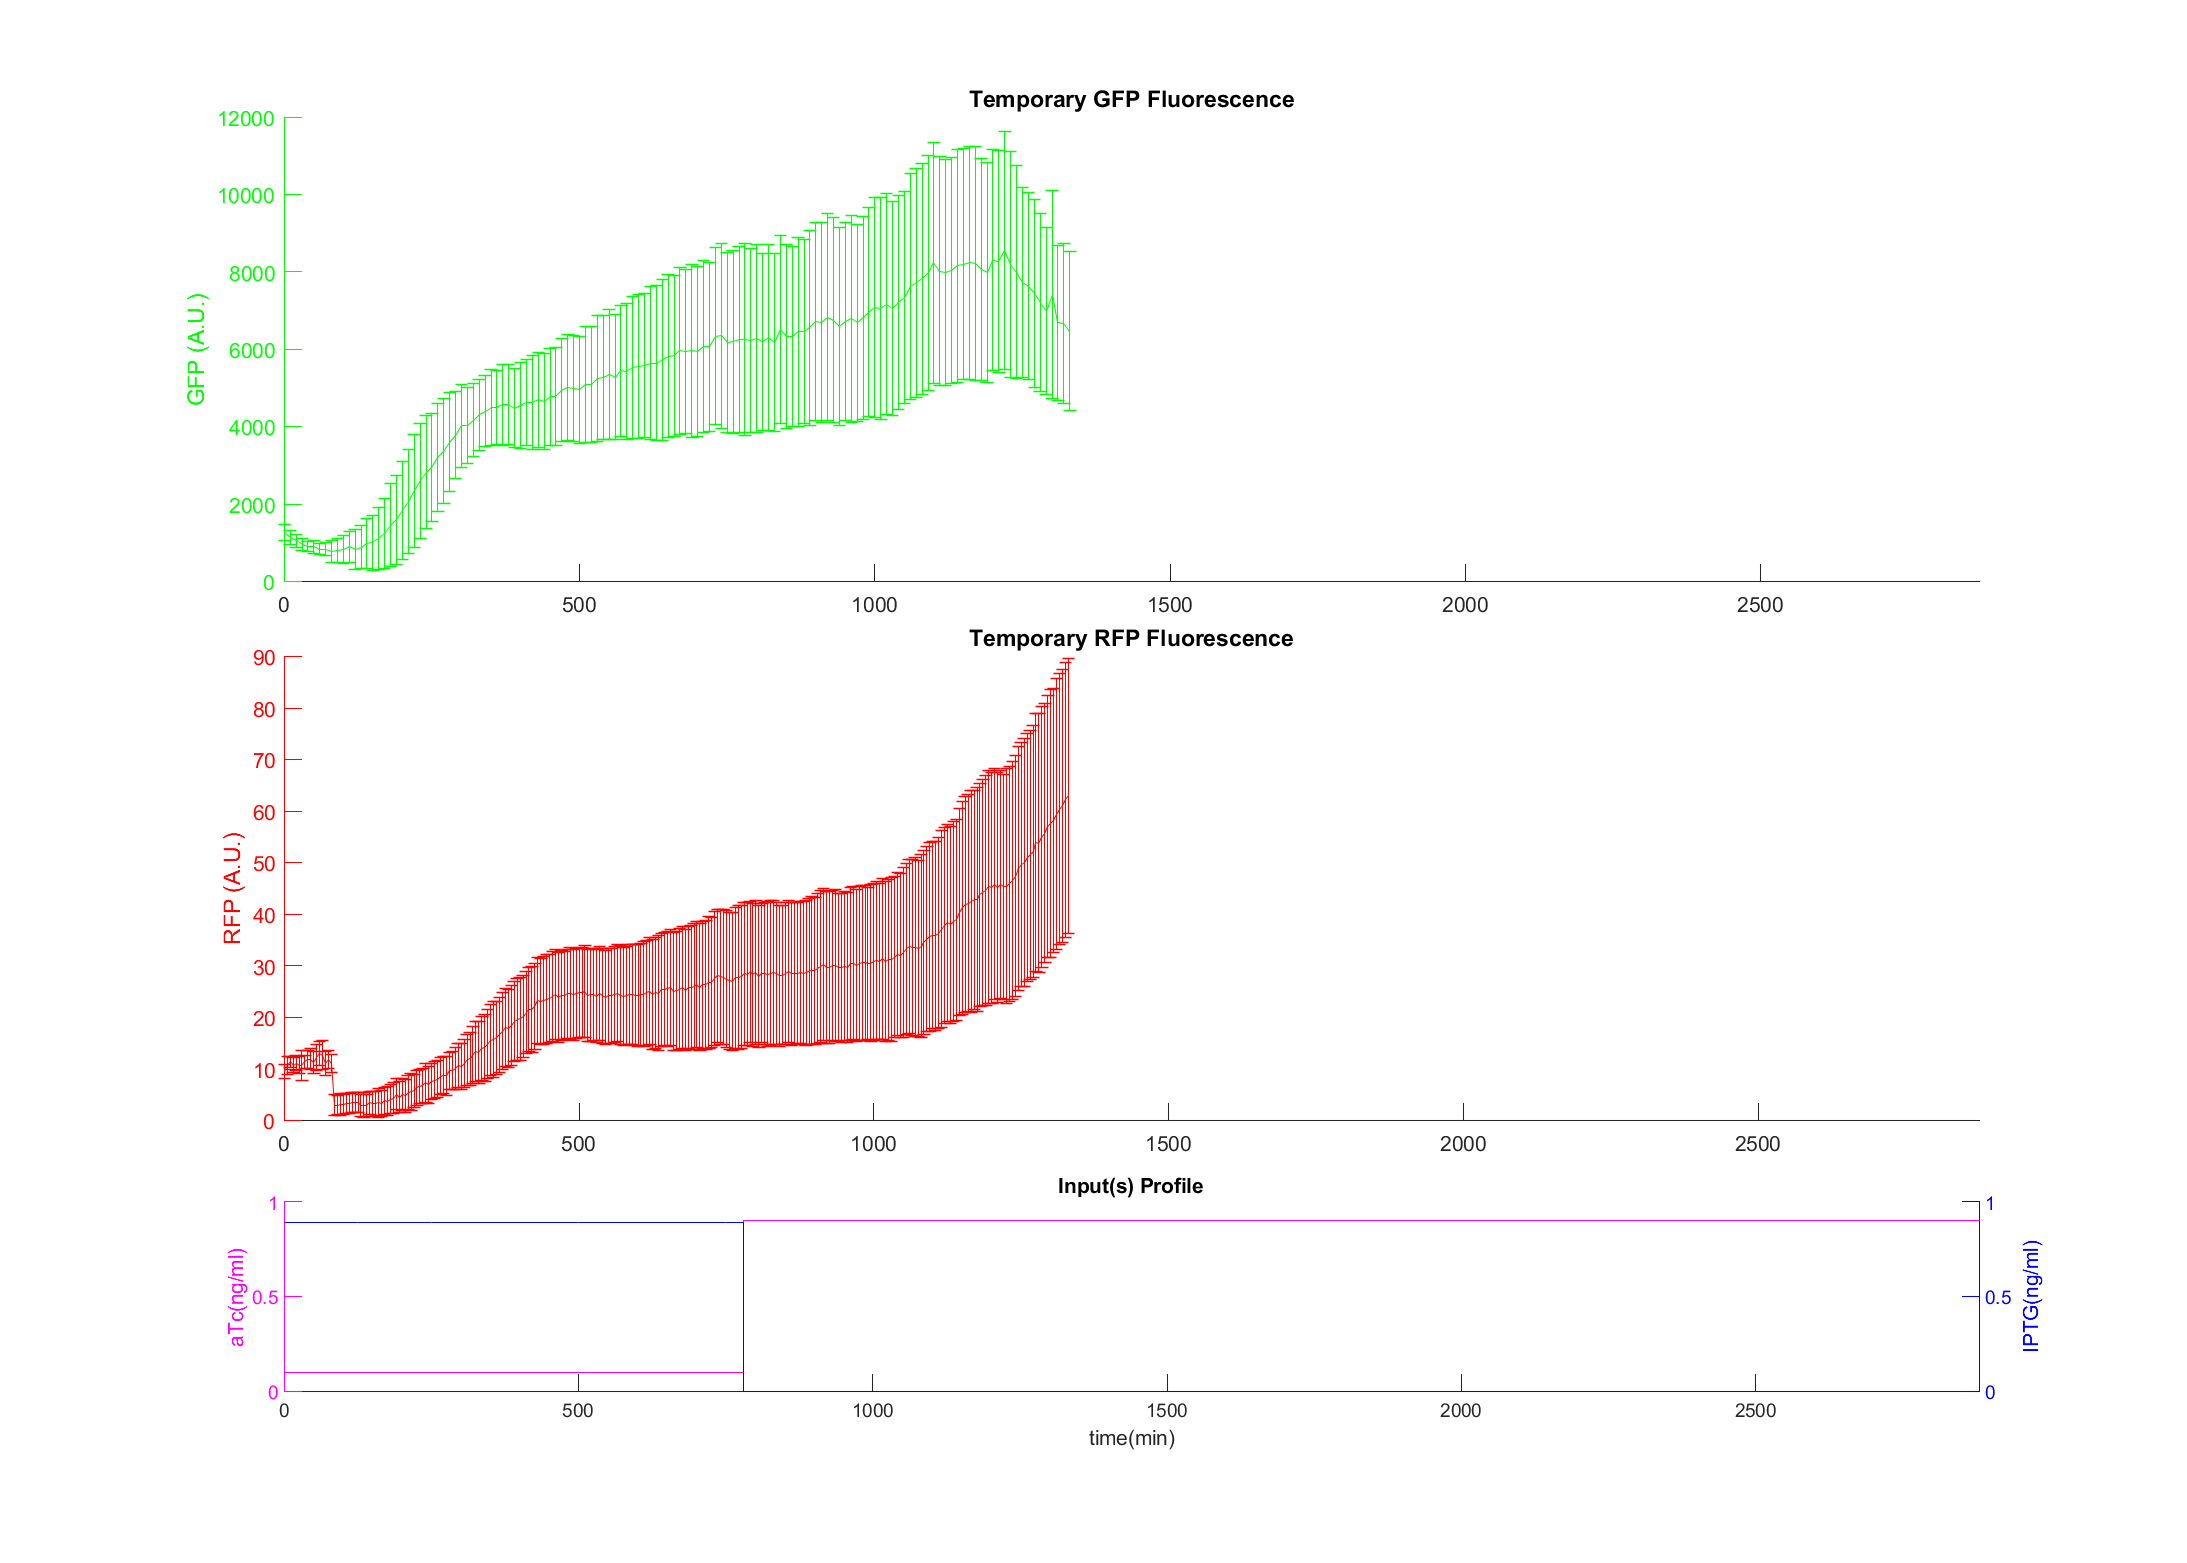 Temporary GFP Fluorescence
GFP (A.U.)
12000
10000
8000
6000
4000
2000
0
0 500 1000 1500 2000 2500
Temporary RFP Fluorescence
RFP (A.U.)
90
80
70
60
50
40
30
20
10
0
0 500 1000 1500 2000 2500
Input(s) Profile
aTc(ng/ml)
1
0.5
0
IPTG(ng/ml)
1
0.5
0
0 500 1000 1500 2000 2500
time(min)